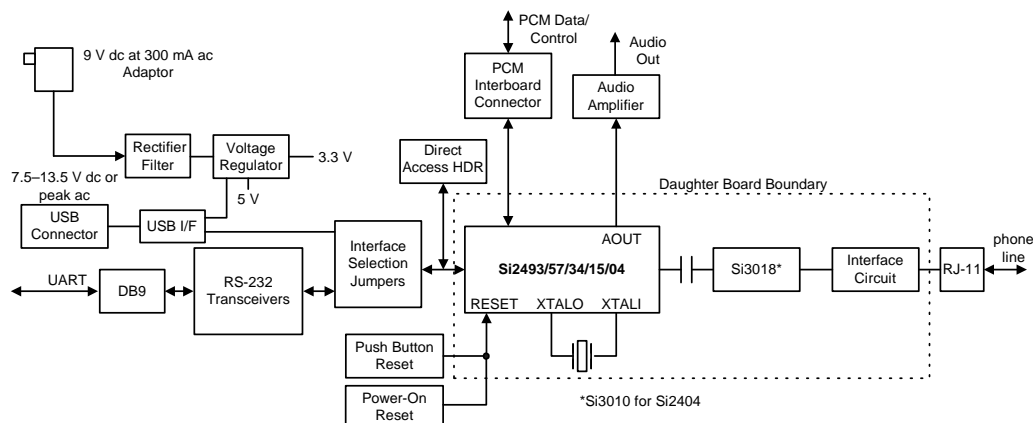 PCM Data/
Control
Audio
Out
9 V dc at 300 mA ac
Adaptor
PCM
Interboard
Connector
Audio
Amplifier
Rectifier
Filter
Voltage
Regulator
3.3 V
5 V
Direct
Access HDR
7.5–13.5 V dc or
peak ac
USB
Connector
USB I/F
Daughter Board Boundary
Interface
Selection
Jumpers
AOUT
Si2493/57/34/15/04
RESET
XTALO
XTALI
Si3018*
Interface
Circuit
RJ-11
phone
line
UART
DB9
RS-232
Transceivers
Push Button
Reset
Power-On
Reset
*Si3010 for Si2404